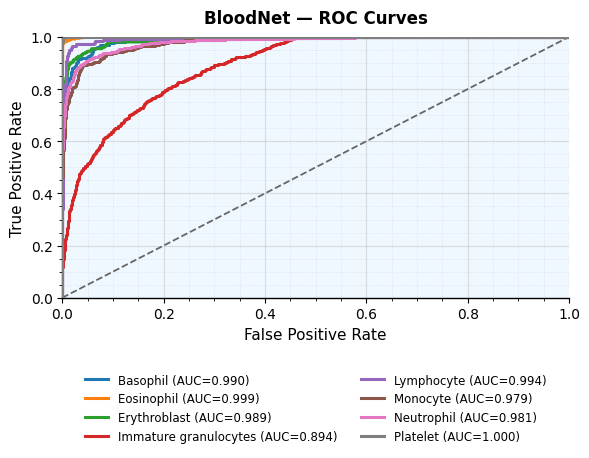 BloodNet — ROC Curves
True Positive Rate
1.0
0.8
0.6
0.4
0.2
0.0
0.0 0.2 0.4 0.6 0.8 1.0
False Positive Rate
Basophil (AUC=0.990)
Eosinophil (AUC=0.999)
Erythroblast (AUC=0.989)
Immature granulocytes (AUC=0.894)
Lymphocyte (AUC=0.994)
Monocyte (AUC=0.979)
Neutrophil (AUC=0.981)
Platelet (AUC=1.000)